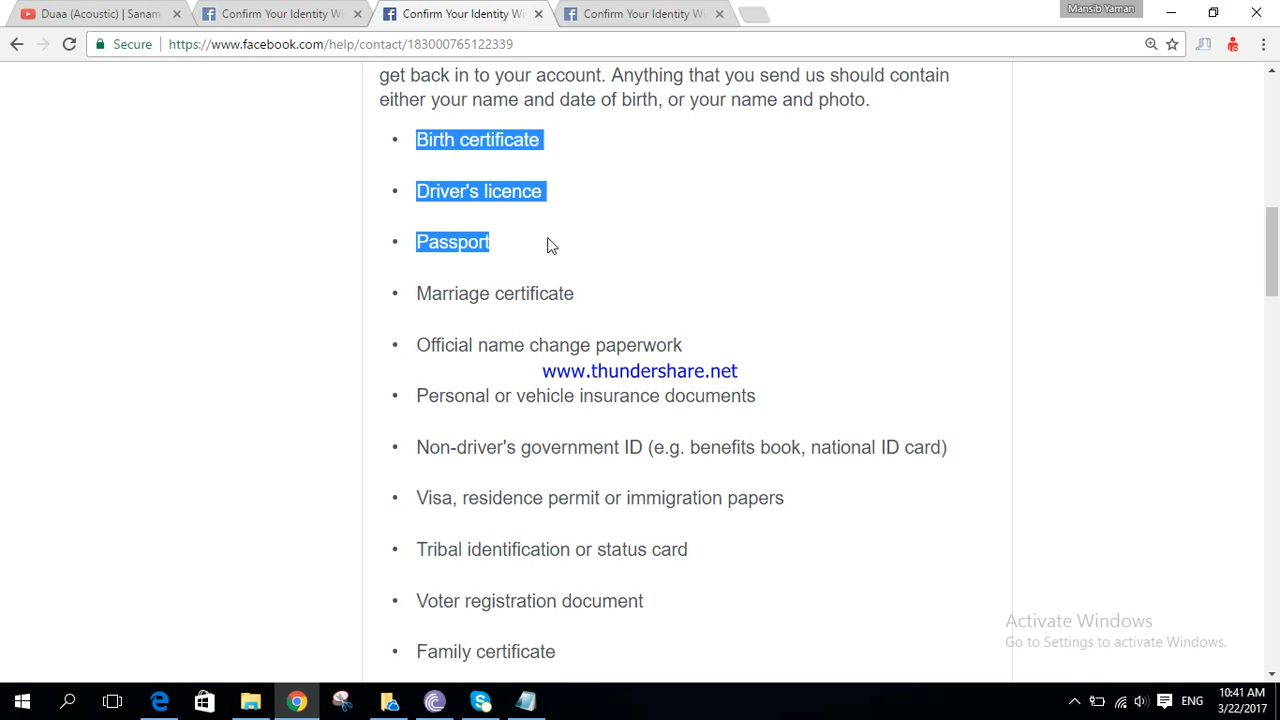 Duaa (Acoustic) | Sanam
Confirm Your Identity W
Confirm Your Identity W
Confirm Your Identity W
Mansib Yaman
Secure
https://www.facebook.com/help/contact/183000765122339
get back in to your account. Anything that you send us should contain
either your name and date of birth, or your name and photo.
• Birth certificate
• Driver's licence
• Passport
• Marriage certificate
• Official name change paperwork
www.thundershare.net
• Personal or vehicle insurance documents
• Non-driver's government ID (e.g. benefits book, national ID card)
• Visa, residence permit or immigration papers
• Tribal identification or status card
• Voter registration document
Activate Windows
Go to Settings to activate Windows.
• Family certificate
ENG
10:41 AM
3/22/2017